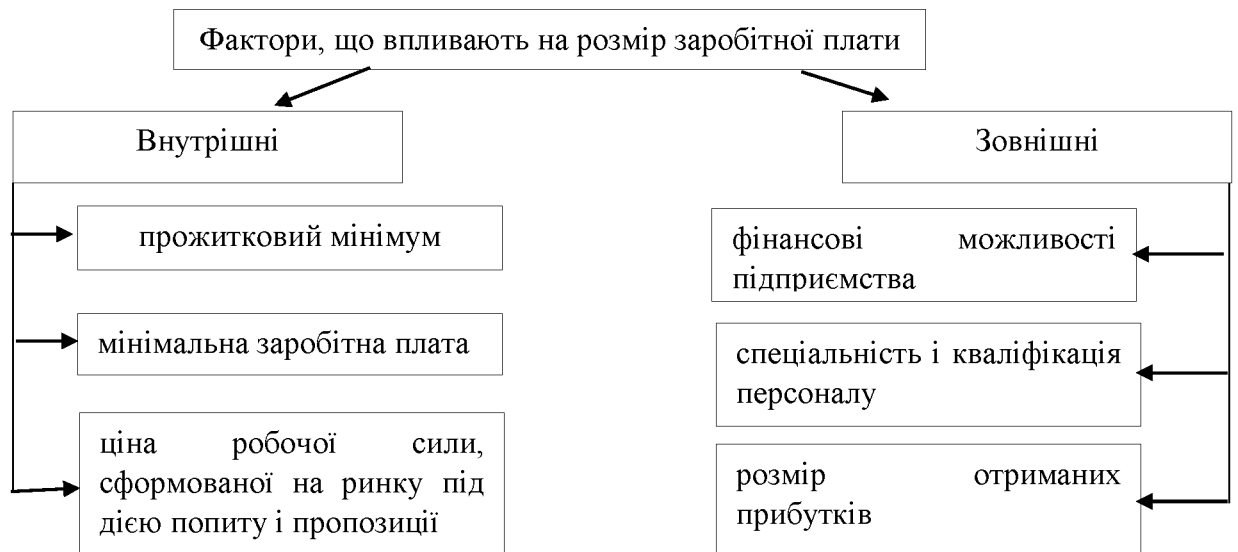 Фактори, що впливають на розмір заробітної плати
Внутрішні
Зовнішні
прожитковий мінімум
мінімальна заробітна плата
ціна робочої сили,
сформованої на ринку під
дією попиту і пропозиції
фінансові можливості
підприємства
спеціальність і кваліфікація
персоналу
розмір отриманих
прибутків